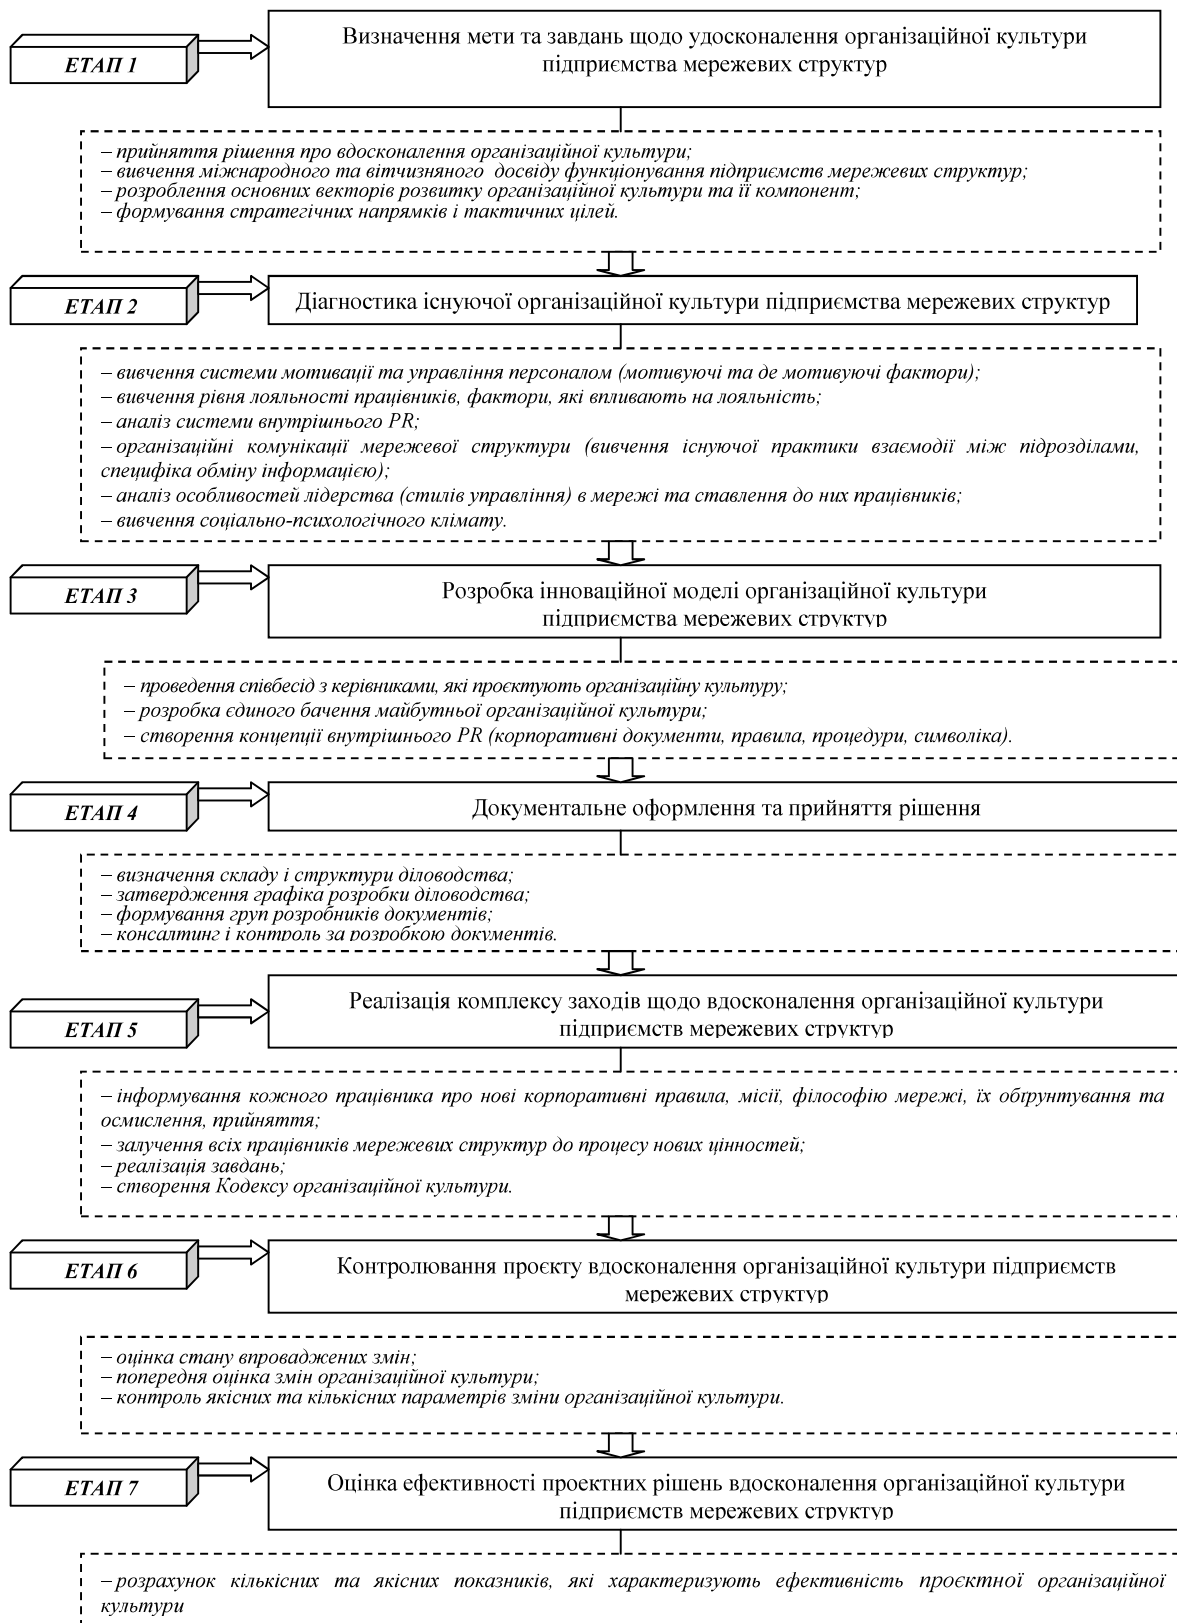 ЕТАП 1
Визначення мети та завдань щодо удосконалення організаційної культури
підприємства мережевих структур
– прийняття рішення про вдосконалення організаційної культури;
– вивчення міжнародного та вітчизняного досвіду функціонування підприємств мережевих структур;
– розроблення основних векторів розвитку організаційної культури та її компонент;
– формування стратегічних напрямків і тактичних цілей.
ЕТАП 2
Діагностика існуючої організаційної культури підприємства мережевих структур
– вивчення системи мотивації та управління персоналом (мотивуючі та де мотивуючі фактори);
– вивчення рівня лояльності працівників, фактори, які впливають на лояльність;
– аналіз системи внутрішнього PR;
– організаційні комунікації мережевої структури (вивчення існуючої практики взаємодії між підрозділами,
специфіка обміну інформацією);
– аналіз особливостей лідерства (стилів управління) в мережі та ставлення до них працівників;
– вивчення соціально-психологічного клімату.
ЕТАП 3
Розробка інноваційної моделі організаційної культури
підприємства мережевих структур
– проведення співбесід з керівниками, які проєктують організаційну культуру;
– розробка єдиного бачення майбутньої організаційної культури;
– створення концепції внутрішнього PR (корпоративні документи, правила, процедури, символіка).
ЕТАП 4
Документальне оформлення та прийняття рішення
– визначення складу і структури діловодства;
– затвердження графіка розробки діловодства;
– формування груп розробників документів;
– консалтинг і контроль за розробкою документів.
ЕТАП 5
Реалізація комплексу заходів щодо вдосконалення організаційної культури
підприємств мережевих структур
– інформування кожного працівника про нові корпоративні правила, місії, філософію мережі, їх обґрунтування та
осмислення, прийняття;
– залучення всіх працівників мережевих структур до процесу нових цінностей;
– реалізація завдань;
– створення Кодексу організаційної культури.
ЕТАП 6
Контролювання проєкту вдосконалення організаційної культури підприємств
мережевих структур
– оцінка стану впроваджених змін;
– попередня оцінка змін організаційної культури;
– контроль якісних та кількісних параметрів зміни організаційної культури.
ЕТАП 7
Оцінка ефективності проектних рішень вдосконалення організаційної культури
підприємств мережевих структур
– розрахунок кількісних та якісних показників, які характеризують ефективність проєктної організаційної
культури